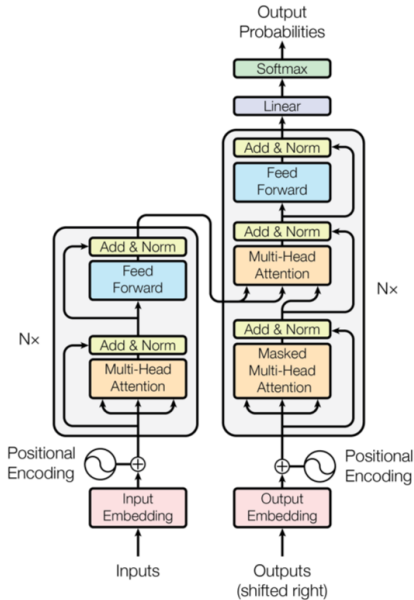 Output
Probabilities
Softmax
Linear
Add & Norm
Feed
Forward
Add & Norm
Multi-Head
Attention
Add & Norm
Masked
Multi-Head
Attention
N×
Add & Norm
Feed
Forward
Add & Norm
Multi-Head
Attention
N×
Positional
Encoding
Positional
Encoding
Input
Embedding
Output
Embedding
Inputs
Outputs
(shifted right)